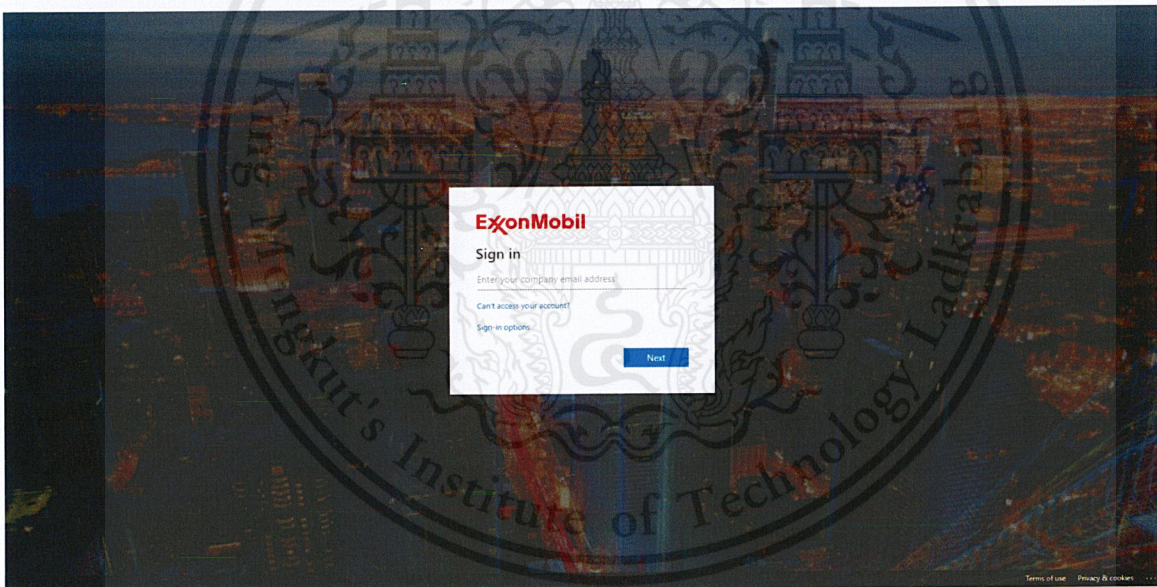 King Mongkut's Institute of Technology Ladkrabang
ExxonMobil
Sign in
Enter your company email address
Can't access your account?
Sign-in options
Next
Terms of use Privacy & cookies ...